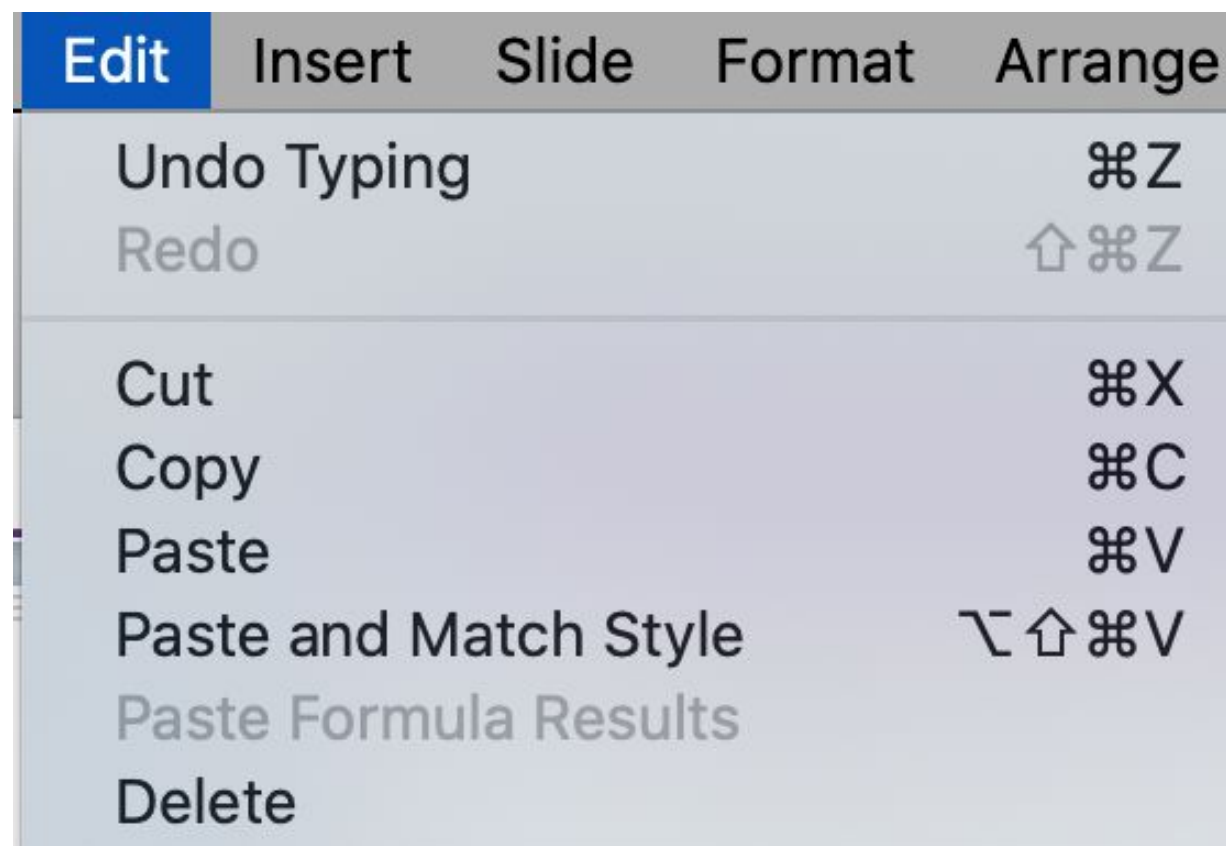 Edit Insert Slide Format Arrange
Undo Typing ⌘Z
Redo ⇧⌘Z
Cut ⌘X
Copy ⌘C
Paste ⌘V
Paste and Match Style ⌥⇧⌘V
Paste Formula Results
Delete